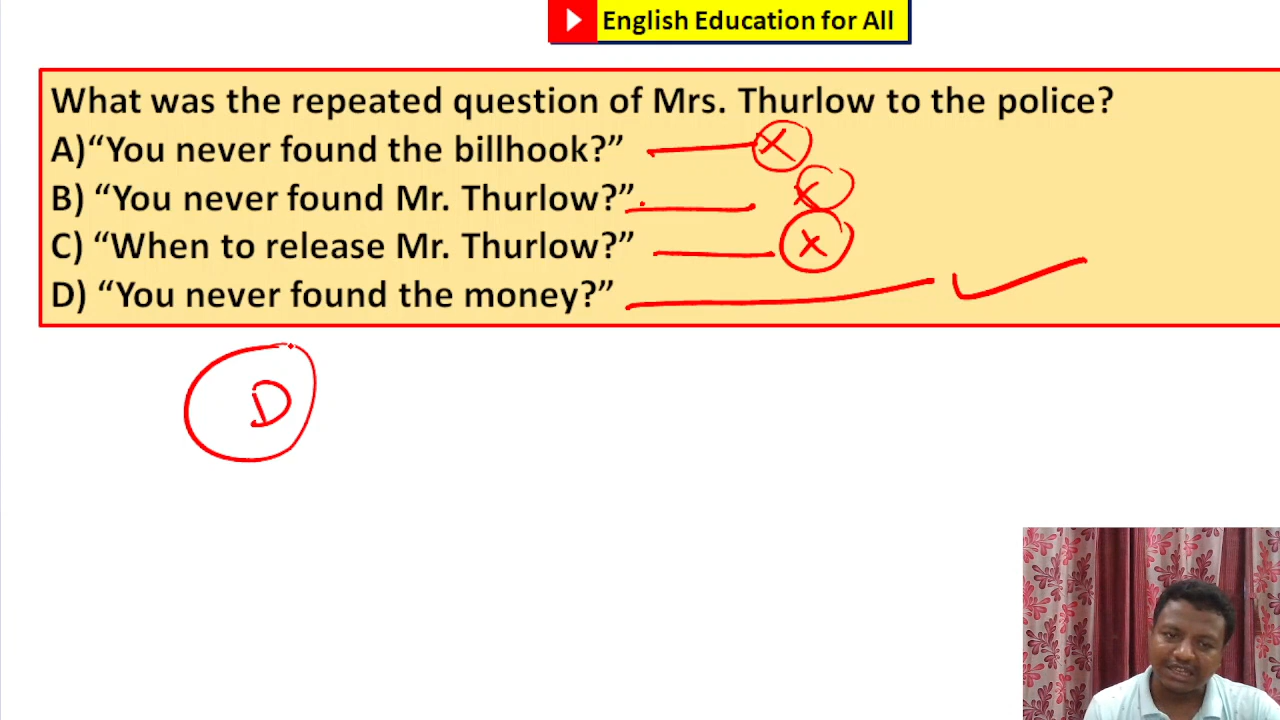 English Education for All
What was the repeated question of Mrs. Thurlow to the police?
A)“You never found the billhook?”
B) “You never found Mr. Thurlow?”
C) “When to release Mr. Thurlow?”
D) “You never found the money?”
D